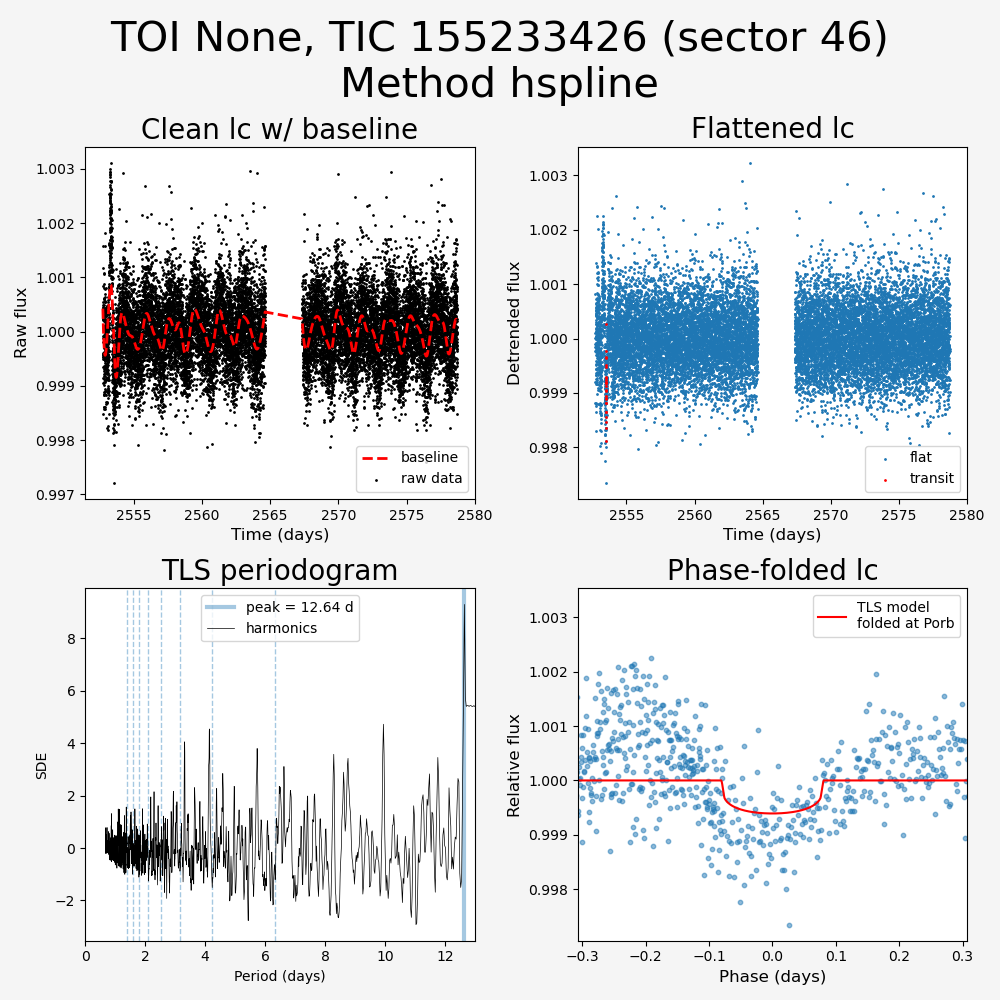 TOI None, TIC 155233426 (sector 46)
Method hspline
Clean lc w/ baseline
Raw flux
1.003
1.002
1.001
1.000
0.999
0.998
0.997
baseline
raw data
2555
2560
2565
2570
2575
2580
Time (days)
Flattened lc
Detrended flux
1.003
1.002
1.001
1.000
0.999
0.998
flat
transit
2555
2560
2565
2570
2575
2580
Time (days)
TLS periodogram
SDE
8
6
4
2
0
−2
peak = 12.64 d
harmonics
0
2
4
6
8
10
12
Period (days)
Phase-folded lc
Relative flux
1.003
1.002
1.001
1.000
0.999
0.998
TLS model
folded at Porb
−0.3
−0.2
−0.1
0.0
0.1
0.2
0.3
Phase (days)